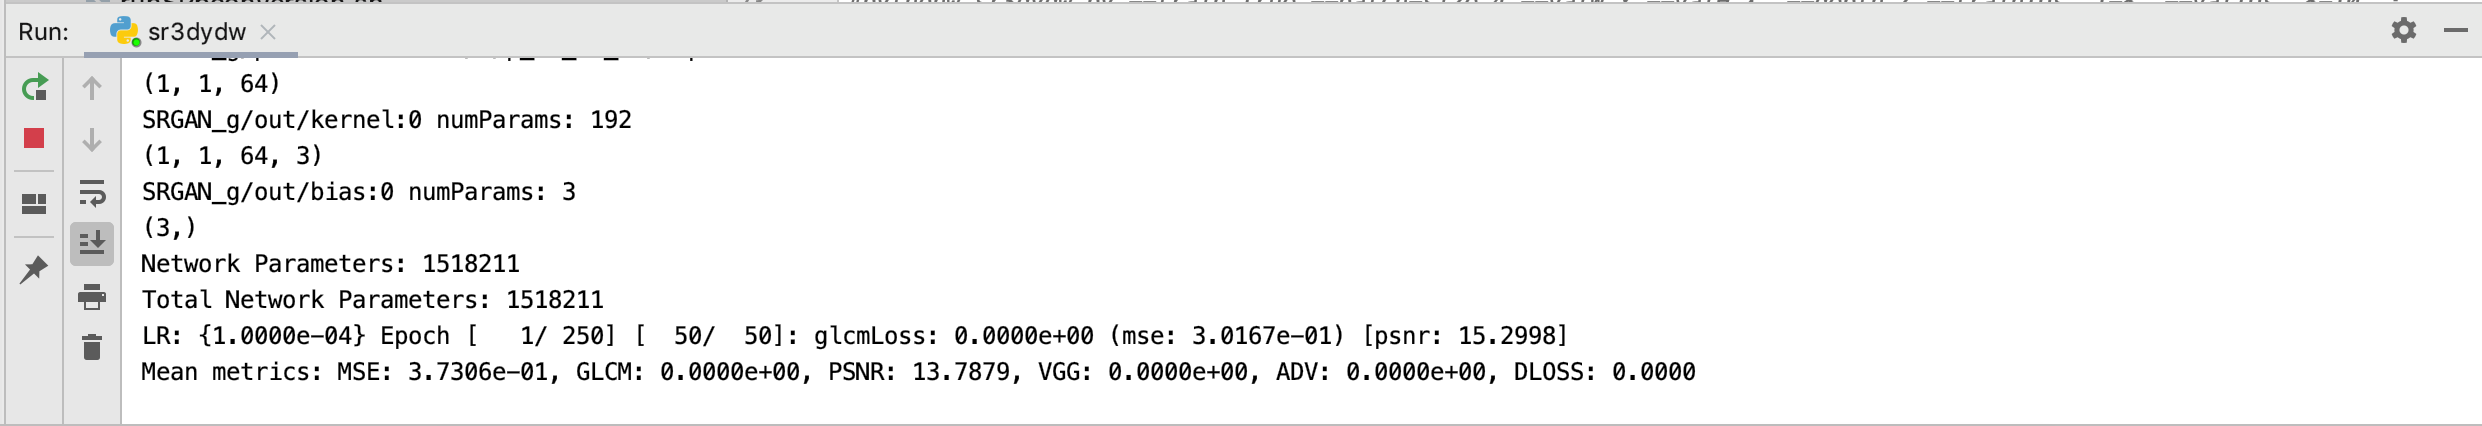 Run: sr3dydw
(1, 1, 64)
SRGAN_g/out/kernel:0 numParams: 192
(1, 1, 64, 3)
SRGAN_g/out/bias:0 numParams: 3
(3,)
Network Parameters: 1518211
Total Network Parameters: 1518211
LR: {1.0000e-04} Epoch [   1/ 250] [  50/  50]: glcmLoss: 0.0000e+00 (mse: 3.0167e-01) [psnr: 15.2998]
Mean metrics: MSE: 3.7306e-01, GLCM: 0.0000e+00, PSNR: 13.7879, VGG: 0.0000e+00, ADV: 0.0000e+00, DLOSS: 0.0000